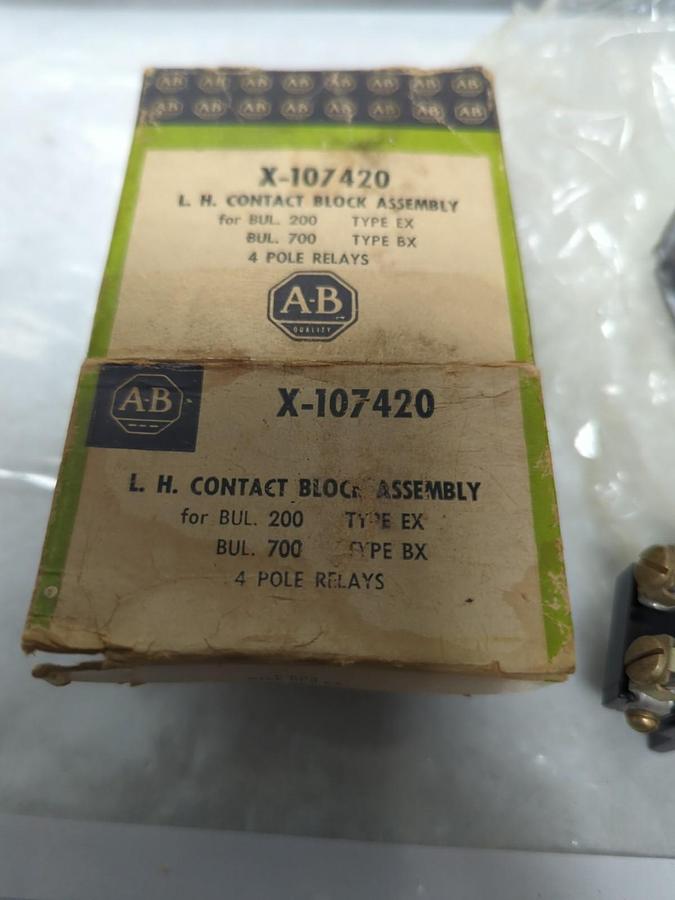 AB AB AB AB AB AB AB AB
AB AB AB AB AB AB AB AB
X-107420
L. H. CONTACT BLOCK ASSEMBLY
for BUL. 200 TYPE EX
BUL. 700 TYPE BX
4 POLE RELAYS
A-B
QUALITY
A-B
X-107420
L. H. CONTACT BLOCK ASSEMBLY
for BUL. 200 TYPE EX
BUL. 700 TYPE BX
4 POLE RELAYS